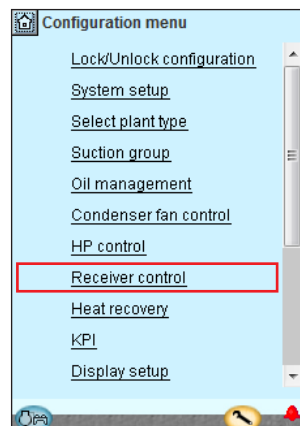 Configuration menu
Lock/Unlock configuration
System setup
Select plant type
Suction group
Oil management
Condenser fan control
HP control
Receiver control
Heat recovery
KPI
Display setup